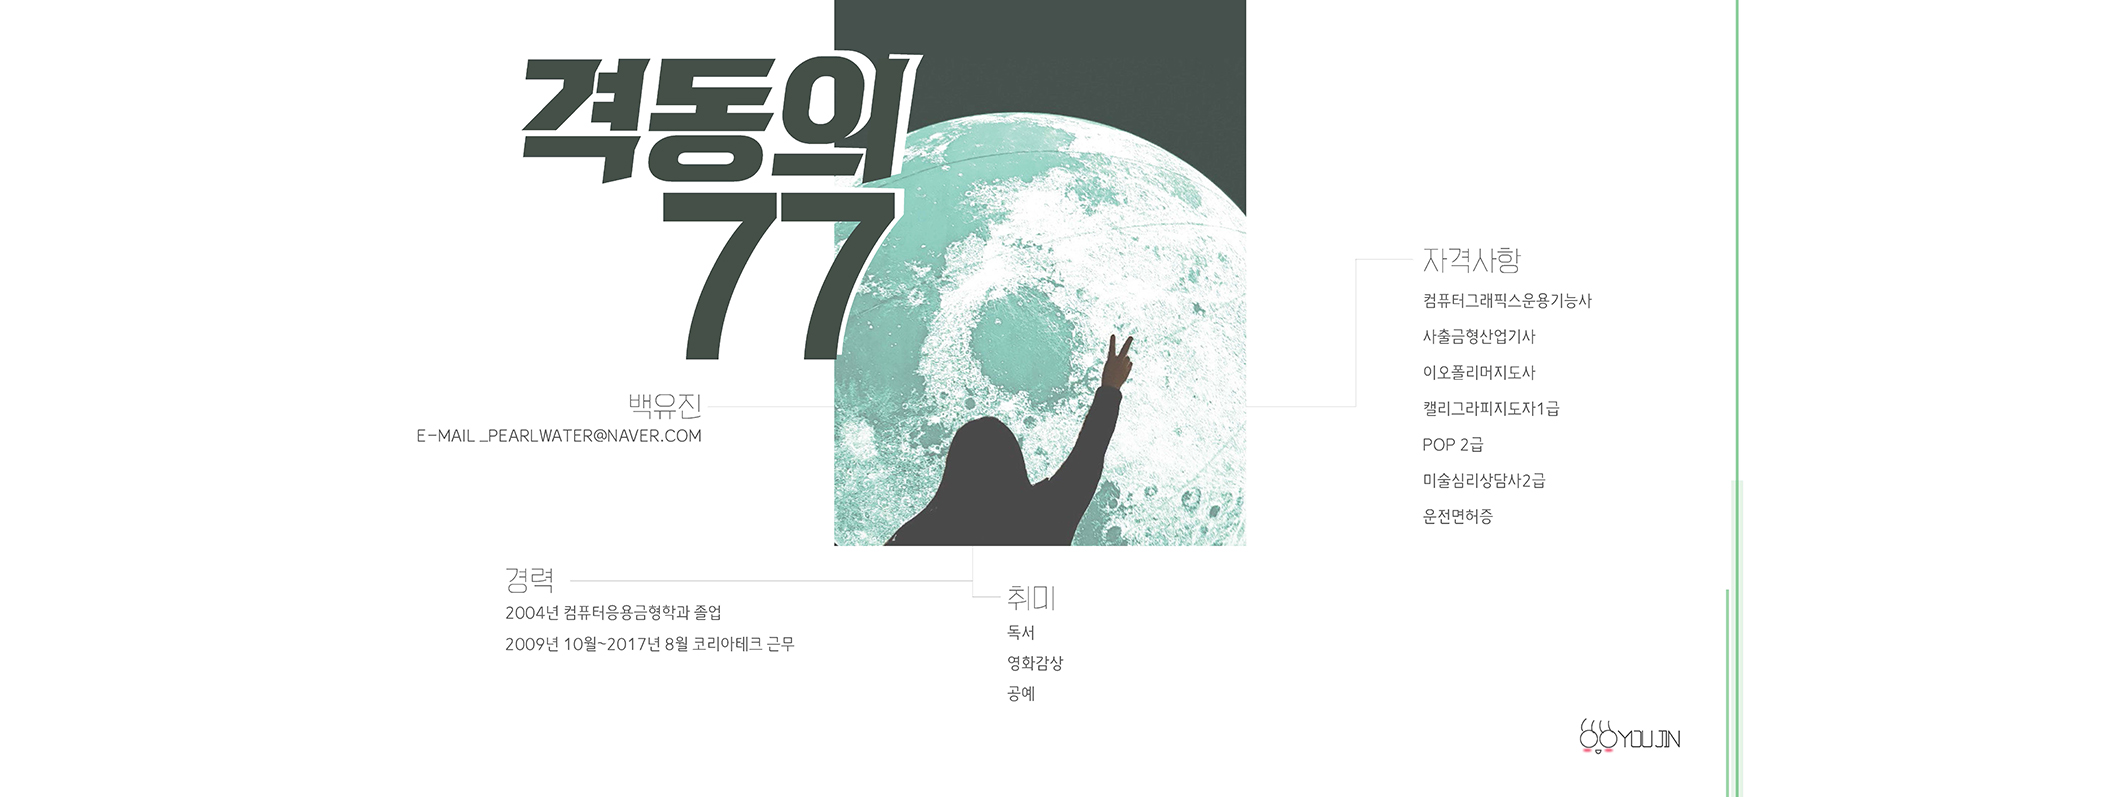 격동의
77
백유진
E-MAIL _PEARLWATER@NAVER.COM
자격사항
컴퓨터그래픽스운용기능사
사출금형산업기사
이오폴리머지도사
캘리그라피지도자1급
POP 2급
미술심리상담사2급
운전면허증
경력
2004년 컴퓨터응용금형학과 졸업
2009년 10월~2017년 8월 코리아테크 근무
취미
독서
영화감상
공예
YOUJIN